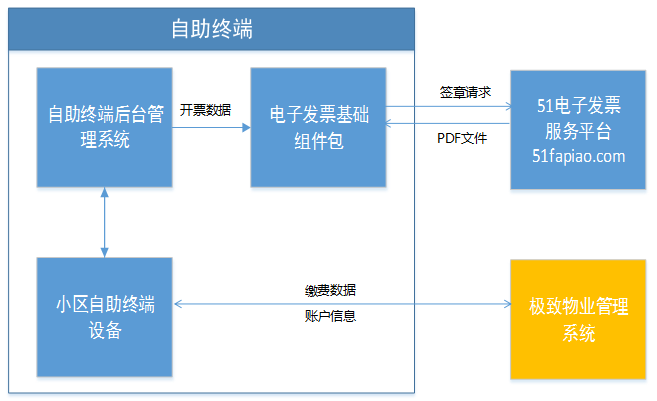 自助终端
自助终端后台管
理系统
开票数据
电子发票基础
组件包
签章请求
PDF文件
51电子发票
服务平台
51fapiao.com
小区自助终端
设备
缴费数据
账户信息
极致物业管理
系统